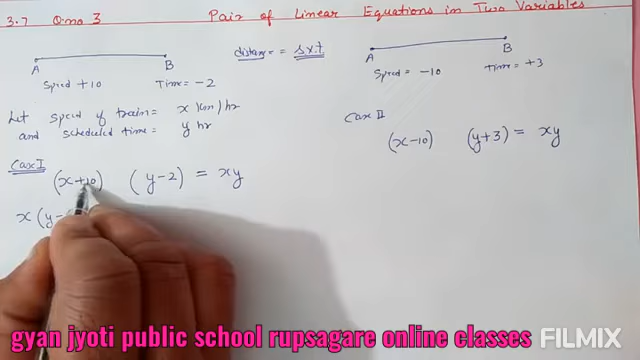 3.7 Q.no 3 Pair of Linear Equations in Two Variables
A B distance = s x t A B
Speed +10 Time = -2 Speed = -10 Time = +3
Let speed of train = x km/hr
and scheduled time = y hr
Case II
(x-10) (y+3) = xy
Case I
(x+10) (y-2) = xy
x(y-
gyan jyoti public school rupsagare online classes
FILMIX